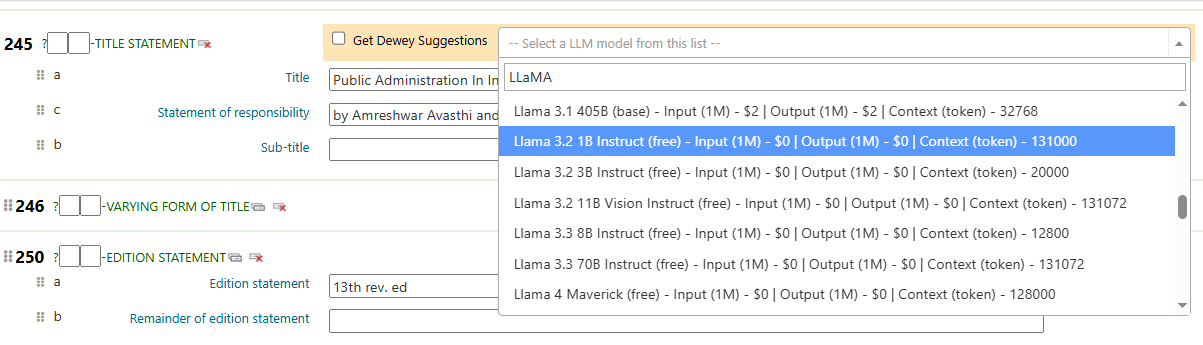 245 ? -TITLE STATEMENT
Get Dewey Suggestions
-- Select a LLM model from this list --
LLaMA
Llama 3.1 405B (base) - Input (1M) - $2 | Output (1M) - $2 | Context (token) - 32768
Llama 3.2 1B Instruct (free) - Input (1M) - $0 | Output (1M) - $0 | Context (token) - 131000
Llama 3.2 3B Instruct (free) - Input (1M) - $0 | Output (1M) - $0 | Context (token) - 20000
Llama 3.2 11B Vision Instruct (free) - Input (1M) - $0 | Output (1M) - $0 | Context (token) - 131072
Llama 3.3 8B Instruct (free) - Input (1M) - $0 | Output (1M) - $0 | Context (token) - 12800
Llama 3.3 70B Instruct (free) - Input (1M) - $0 | Output (1M) - $0 | Context (token) - 131072
Llama 4 Maverick (free) - Input (1M) - $0 | Output (1M) - $0 | Context (token) - 128000
a Title Public Administration In In
c Statement of responsibility by Amreshwar Avasthi and
b Sub-title
246 ? -VARYING FORM OF TITLE
250 ? -EDITION STATEMENT
a Edition statement 13th rev. ed
b Remainder of edition statement